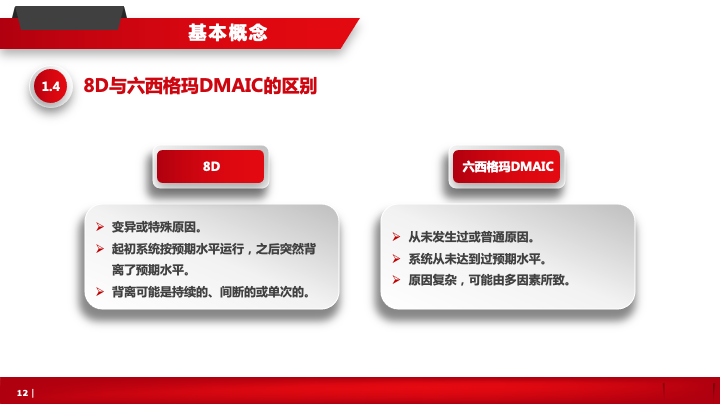 基本概念
1.4
8D与六西格玛DMAIC的区别
8D
变异或特殊原因。
起初系统按预期水平运行，之后突然背
离了预期水平。
背离可能是持续的、间断的或单次的。
六西格玛DMAIC
从未发生过或普通原因。
系统从未达到过预期水平。
原因复杂，可能由多因素所致。
12 |